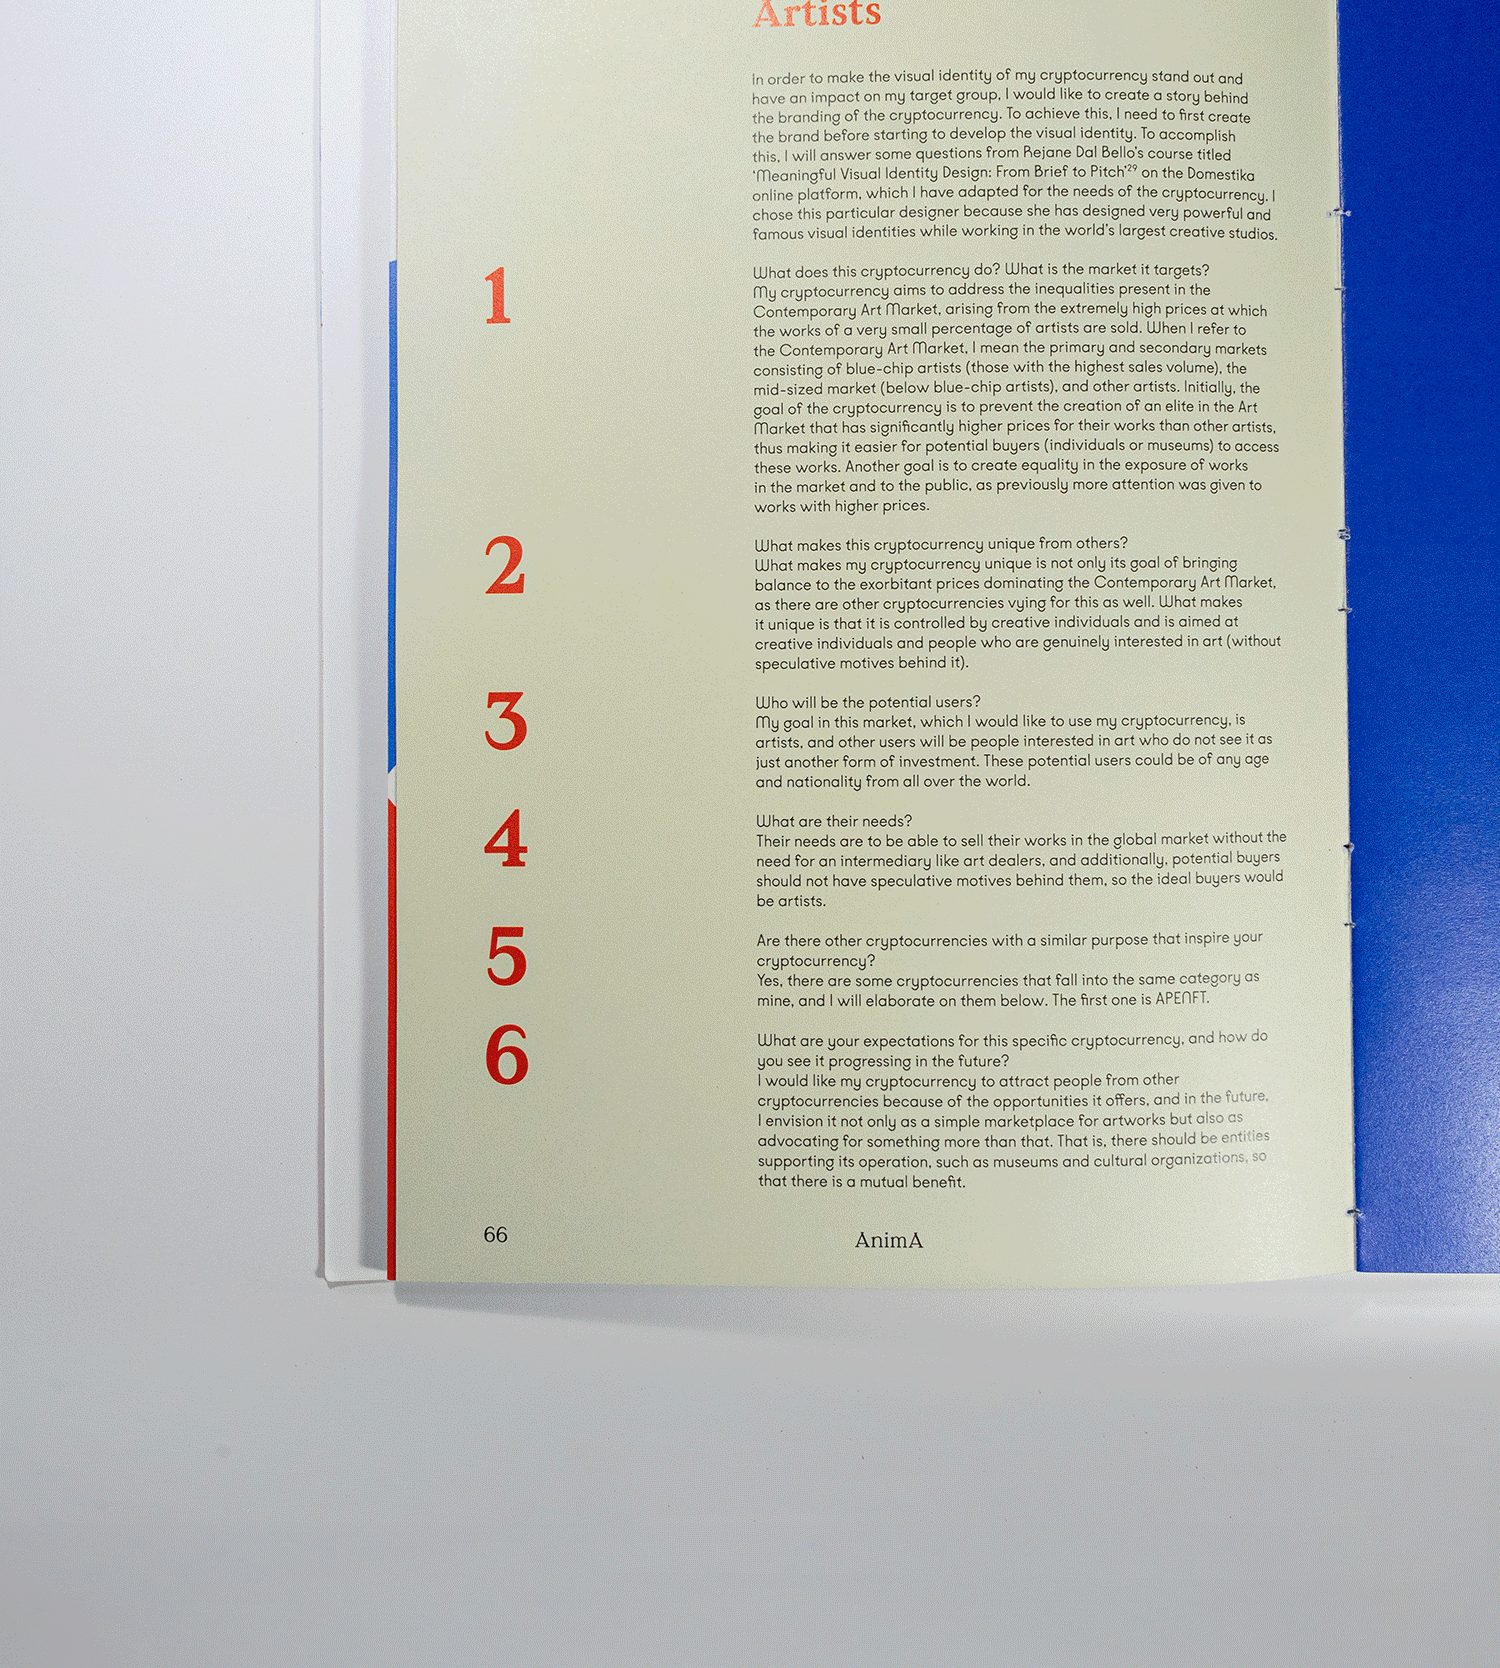 Artists
In order to make the visual identity of my cryptocurrency stand out and
have an impact on my target group, I would like to create a story behind
the branding of the cryptocurrency. To achieve this, I need to first create
the brand before starting to develop the visual identity. To accomplish
this, I will answer some questions from Rejane Dal Bello's course titled
'Meaningful Visual Identity Design: From Brief to Pitch'²⁹ on the Domestika
online platform, which I have adapted for the needs of the cryptocurrency. I
chose this particular designer because she has designed very powerful and
famous visual identities while working in the world's largest creative studios.
1
What does this cryptocurrency do? What is the market it targets?
My cryptocurrency aims to address the inequalities present in the
Contemporary Art Market, arising from the extremely high prices at which
the works of a very small percentage of artists are sold. When I refer to
the Contemporary Art Market, I mean the primary and secondary markets
consisting of blue-chip artists (those with the highest sales volume), the
mid-sized market (below blue-chip artists), and other artists. Initially, the
goal of the cryptocurrency is to prevent the creation of an elite in the Art
Market that has significantly higher prices for their works than other artists,
thus making it easier for potential buyers (individuals or museums) to access
these works. Another goal is to create equality in the exposure of works
in the market and to the public, as previously more attention was given to
works with higher prices.
2
What makes this cryptocurrency unique from others?
What makes my cryptocurrency unique is not only its goal of bringing
balance to the exorbitant prices dominating the Contemporary Art Market,
as there are other cryptocurrencies vying for this as well. What makes
it unique is that it is controlled by creative individuals and is aimed at
creative individuals and people who are genuinely interested in art (without
speculative motives behind it).
3
Who will be the potential users?
My goal in this market, which I would like to use my cryptocurrency, is
artists, and other users will be people interested in art who do not see it as
just another form of investment. These potential users could be of any age
and nationality from all over the world.
4
What are their needs?
Their needs are to be able to sell their works in the global market without the
need for an intermediary like art dealers, and additionally, potential buyers
should not have speculative motives behind them, so the ideal buyers would
be artists.
5
Are there other cryptocurrencies with a similar purpose that inspire your
cryptocurrency?
Yes, there are some cryptocurrencies that fall into the same category as
mine, and I will elaborate on them below. The first one is APENFT.
6
What are your expectations for this specific cryptocurrency, and how do
you see it progressing in the future?
I would like my cryptocurrency to attract people from other
cryptocurrencies because of the opportunities it offers, and in the future,
I envision it not only as a simple marketplace for artworks but also as
advocating for something more than that. That is, there should be entities
supporting its operation, such as museums and cultural organizations, so
that there is a mutual benefit.
66
AnimA